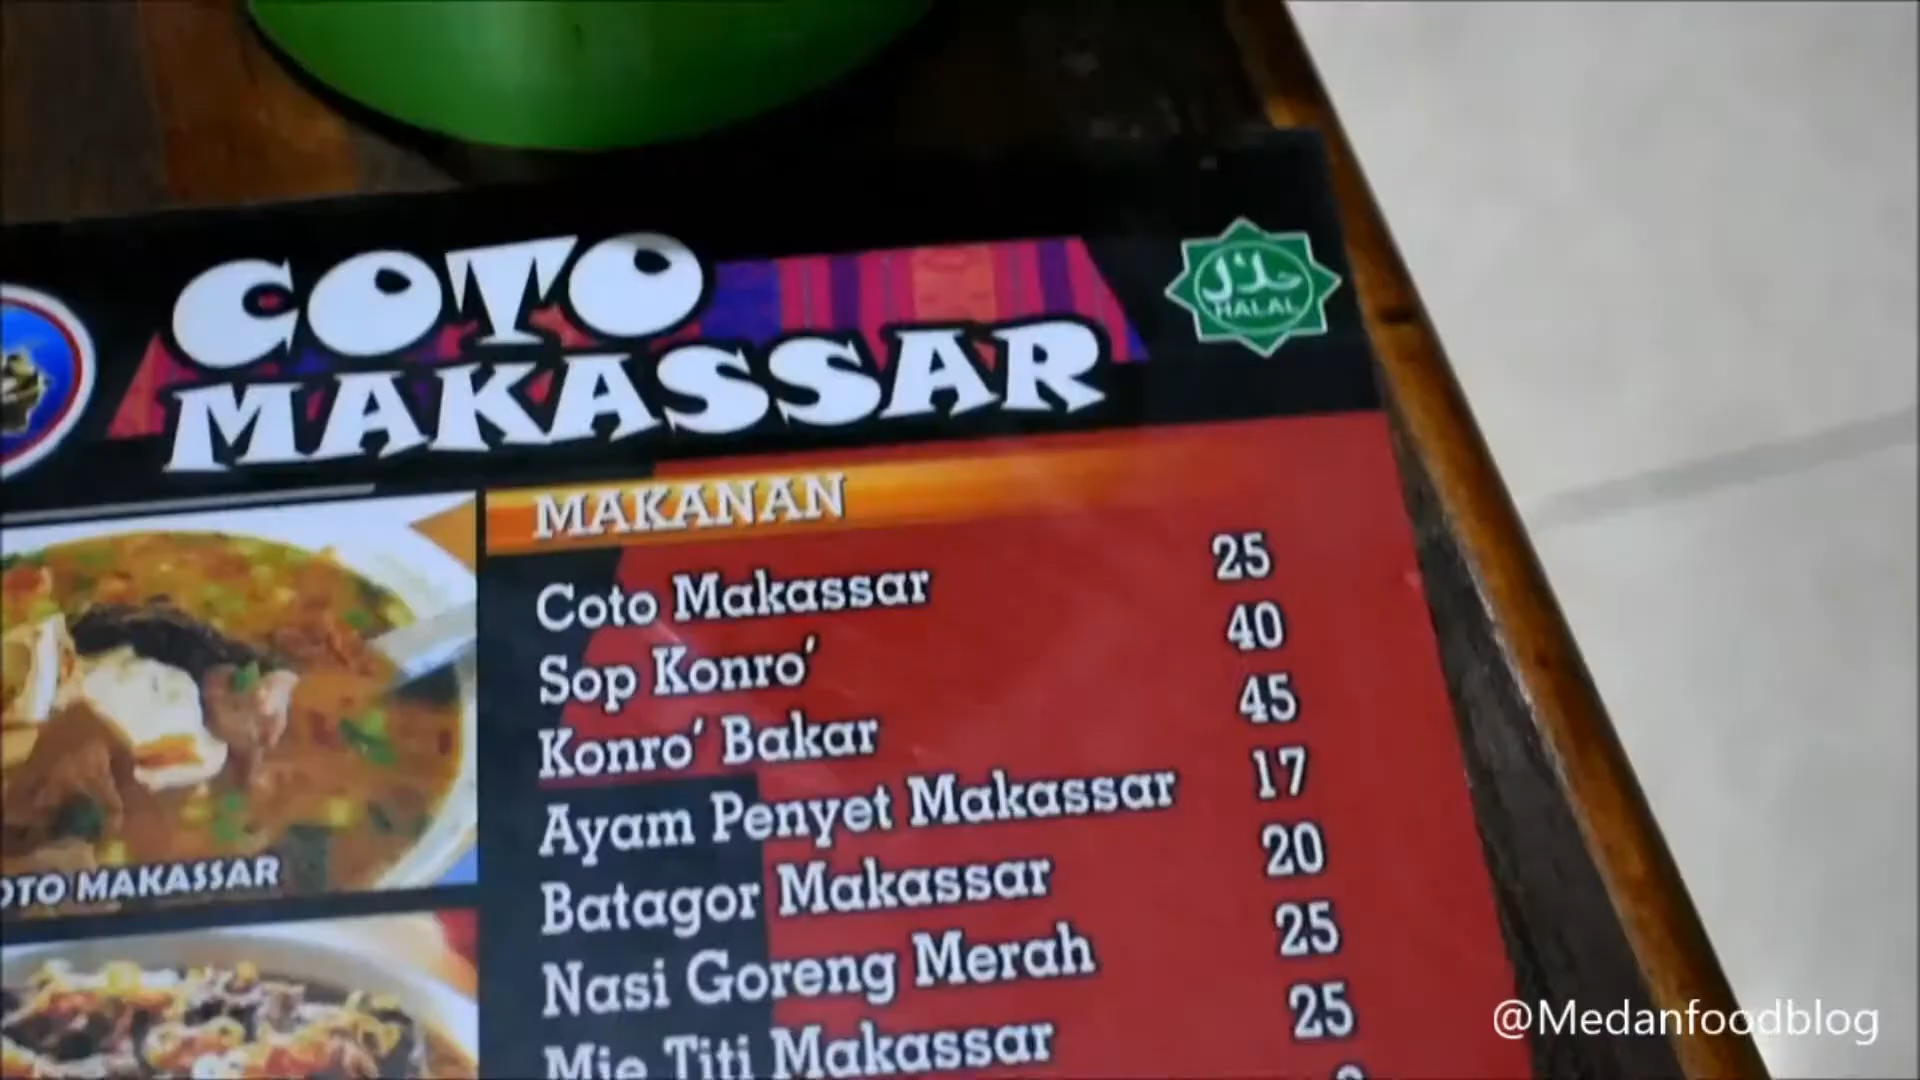 COTO
MAKASSAR
حلال
HALAL
MAKANAN
Coto Makassar 25
Sop Konro' 40
Konro' Bakar 45
Ayam Penyet Makassar 17
Batagor Makassar 20
Nasi Goreng Merah 25
Mie Titi Makassar 25
OTO MAKASSAR
@Medanfoodblog